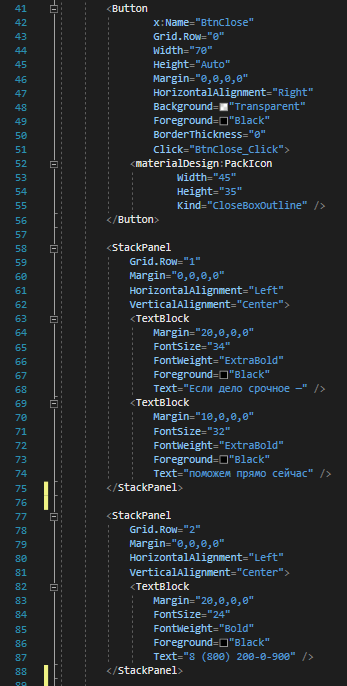 41 <Button
42 x:Name="BtnClose"
43 Grid.Row="0"
44 Width="70"
45 Height="Auto"
46 Margin="0,0,0,0"
47 HorizontalAlignment="Right"
48 Background="Transparent"
49 Foreground="Black"
50 BorderThickness="0"
51 Click="BtnClose_Click">
52 <materialDesign:PackIcon
53 Width="45"
54 Height="35"
55 Kind="CloseBoxOutline" />
56 </Button>
57
58 <StackPanel
59 Grid.Row="1"
60 Margin="0,0,0,0"
61 HorizontalAlignment="Left"
62 VerticalAlignment="Center">
63 <TextBlock
64 Margin="20,0,0,0"
65 FontSize="34"
66 FontWeight="ExtraBold"
67 Foreground="Black"
68 Text="Если дело срочное —" />
69 <TextBlock
70 Margin="10,0,0,0"
71 FontSize="32"
72 FontWeight="ExtraBold"
73 Foreground="Black"
74 Text="поможем прямо сейчас" />
75 </StackPanel>
76
77 <StackPanel
78 Grid.Row="2"
79 Margin="0,0,0,0"
80 HorizontalAlignment="Left"
81 VerticalAlignment="Center">
82 <TextBlock
83 Margin="20,0,0,0"
84 FontSize="24"
85 FontWeight="Bold"
86 Foreground="Black"
87 Text="8 (800) 200-0-900" />
88 </StackPanel>